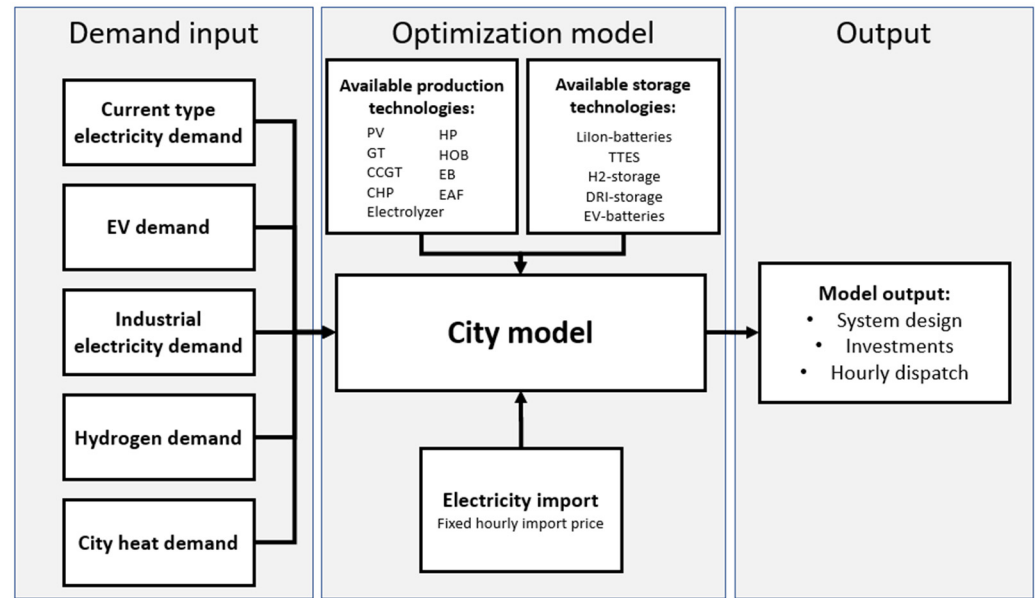 Demand input
Current type
electricity demand
EV demand
Industrial
electricity demand
Hydrogen demand
City heat demand
Optimization model
Available production
technologies:
PV
GT
CCGT
CHP
Electrolyzer
HP
HOB
EB
EAF
Available storage
technologies:
LiIon-batteries
TTES
H2-storage
DRI-storage
EV-batteries
City model
Electricity import
Fixed hourly import price
Output
Model output:
• System design
• Investments
• Hourly dispatch